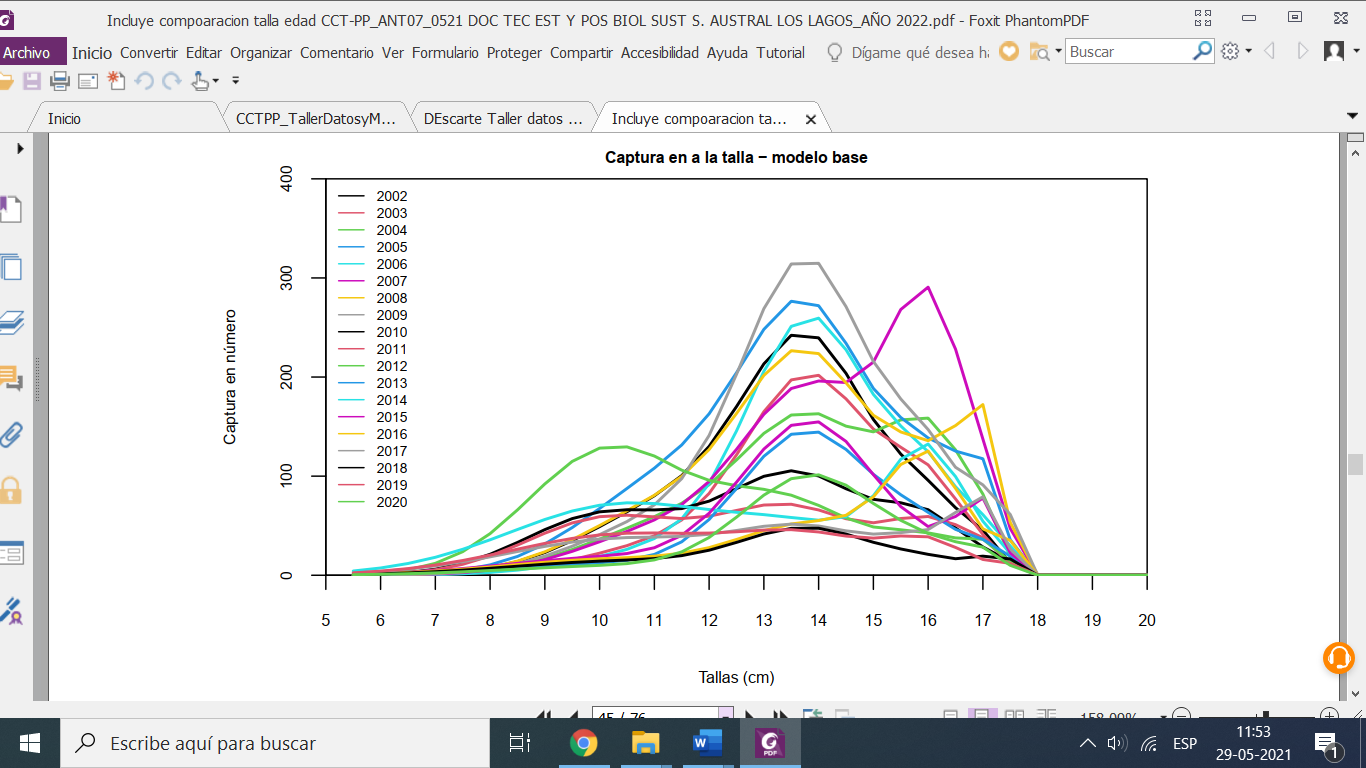 Incluye compoaracion talla edad CCT-PP_ANT07_0521 DOC TEC EST Y POS BIOL SUST S. AUSTRAL LOS LAGOS_AÑO 2022.pdf - Foxit PhantomPDF
Archivo Inicio Convertir Editar Organizar Comentario Ver Formulario Proteger Compartir Accesibilidad Ayuda Tutorial Dígame qué desea ha Buscar
Inicio CCTPP_TallerDatosyM... DEscarte Taller datos ... Incluye compoaracion ta...
Captura en a la talla − modelo base
400
300
200
100
0
Captura en número
2002
2003
2004
2005
2006
2007
2008
2009
2010
2011
2012
2013
2014
2015
2016
2017
2018
2019
2020
5 6 7 8 9 10 11 12 13 14 15 16 17 18 19 20
Tallas (cm)
45 / 76 158.09%
Escribe aquí para buscar
PDF
ESP
11:53
29-05-2021
1